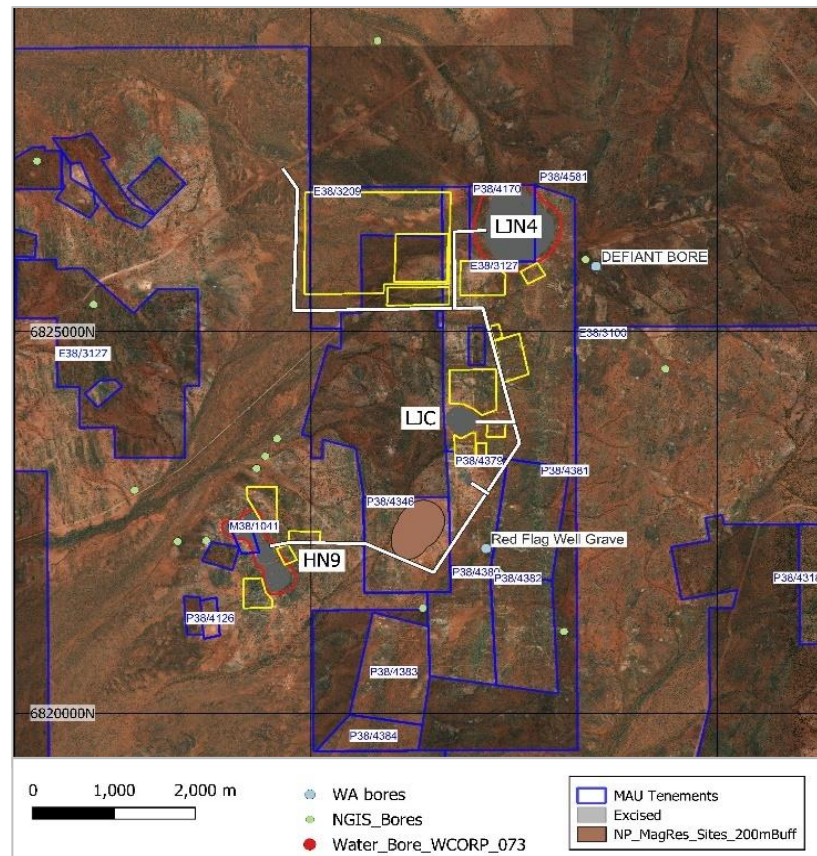 E38/3209
P38/4170
P38/4581
LJN4
DEFIANT BORE
E38/3127
6825000N
E38/3100
E38/3127
LJC
P38/4379
P38/4381
P38/4346
M38/1041
Red Flag Well Grave
HN9
P38/4380
P38/4382
P38/4318
P38/4126
P38/4383
6820000N
P38/4384
0 1,000 2,000 m
WA bores
NGIS_Bores
Water_Bore_WCORP_073
MAU Tenements
Excised
NP_MagRes_Sites_200mBuff